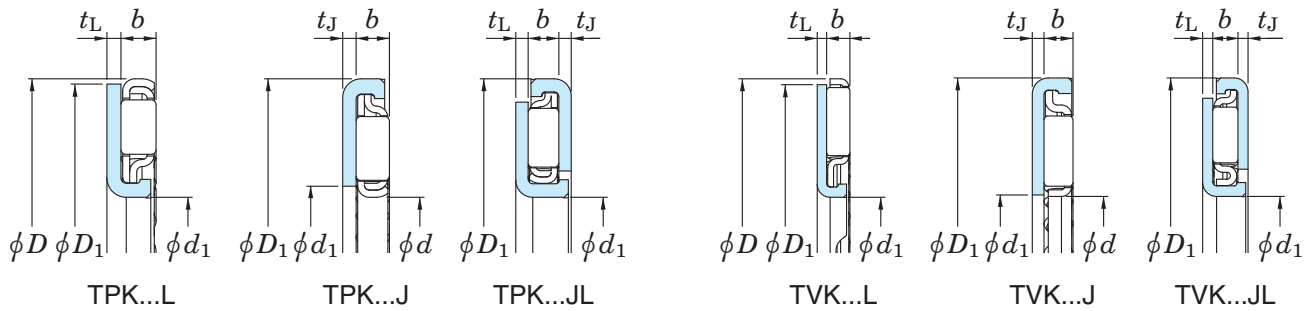 tL b tJ b tL b tJ tL b tJ b tL b tJ
ϕD ϕD1 ϕd1 ϕD1 ϕd1 ϕd ϕD1 ϕd1 ϕD ϕD1 ϕd1 ϕD1 ϕd1 ϕd ϕD1 ϕd1
TPK...L TPK...J TPK...JL TVK...L TVK...J TVK...JL